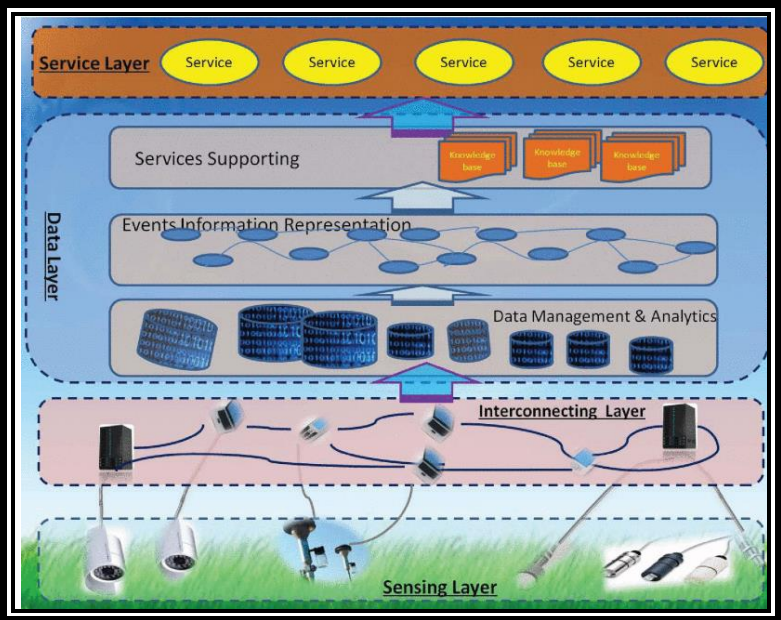 Service Layer
Service
Service
Service
Service
Service
Services Supporting
Knowledge
base
Knowledge
base
Knowledge
base
Events Information Representation
Data Layer
Data Management & Analytics
Interconnecting Layer
Sensing Layer